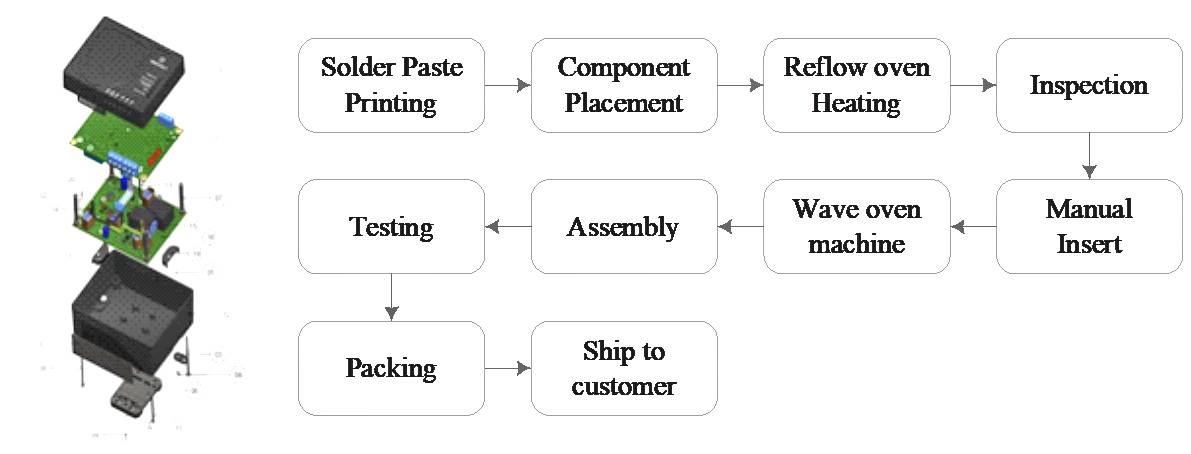 Solder Paste
Printing
Component
Placement
Reflow oven
Heating
Inspection
Manual
Insert
Wave oven
machine
Assembly
Testing
Packing
Ship to
customer